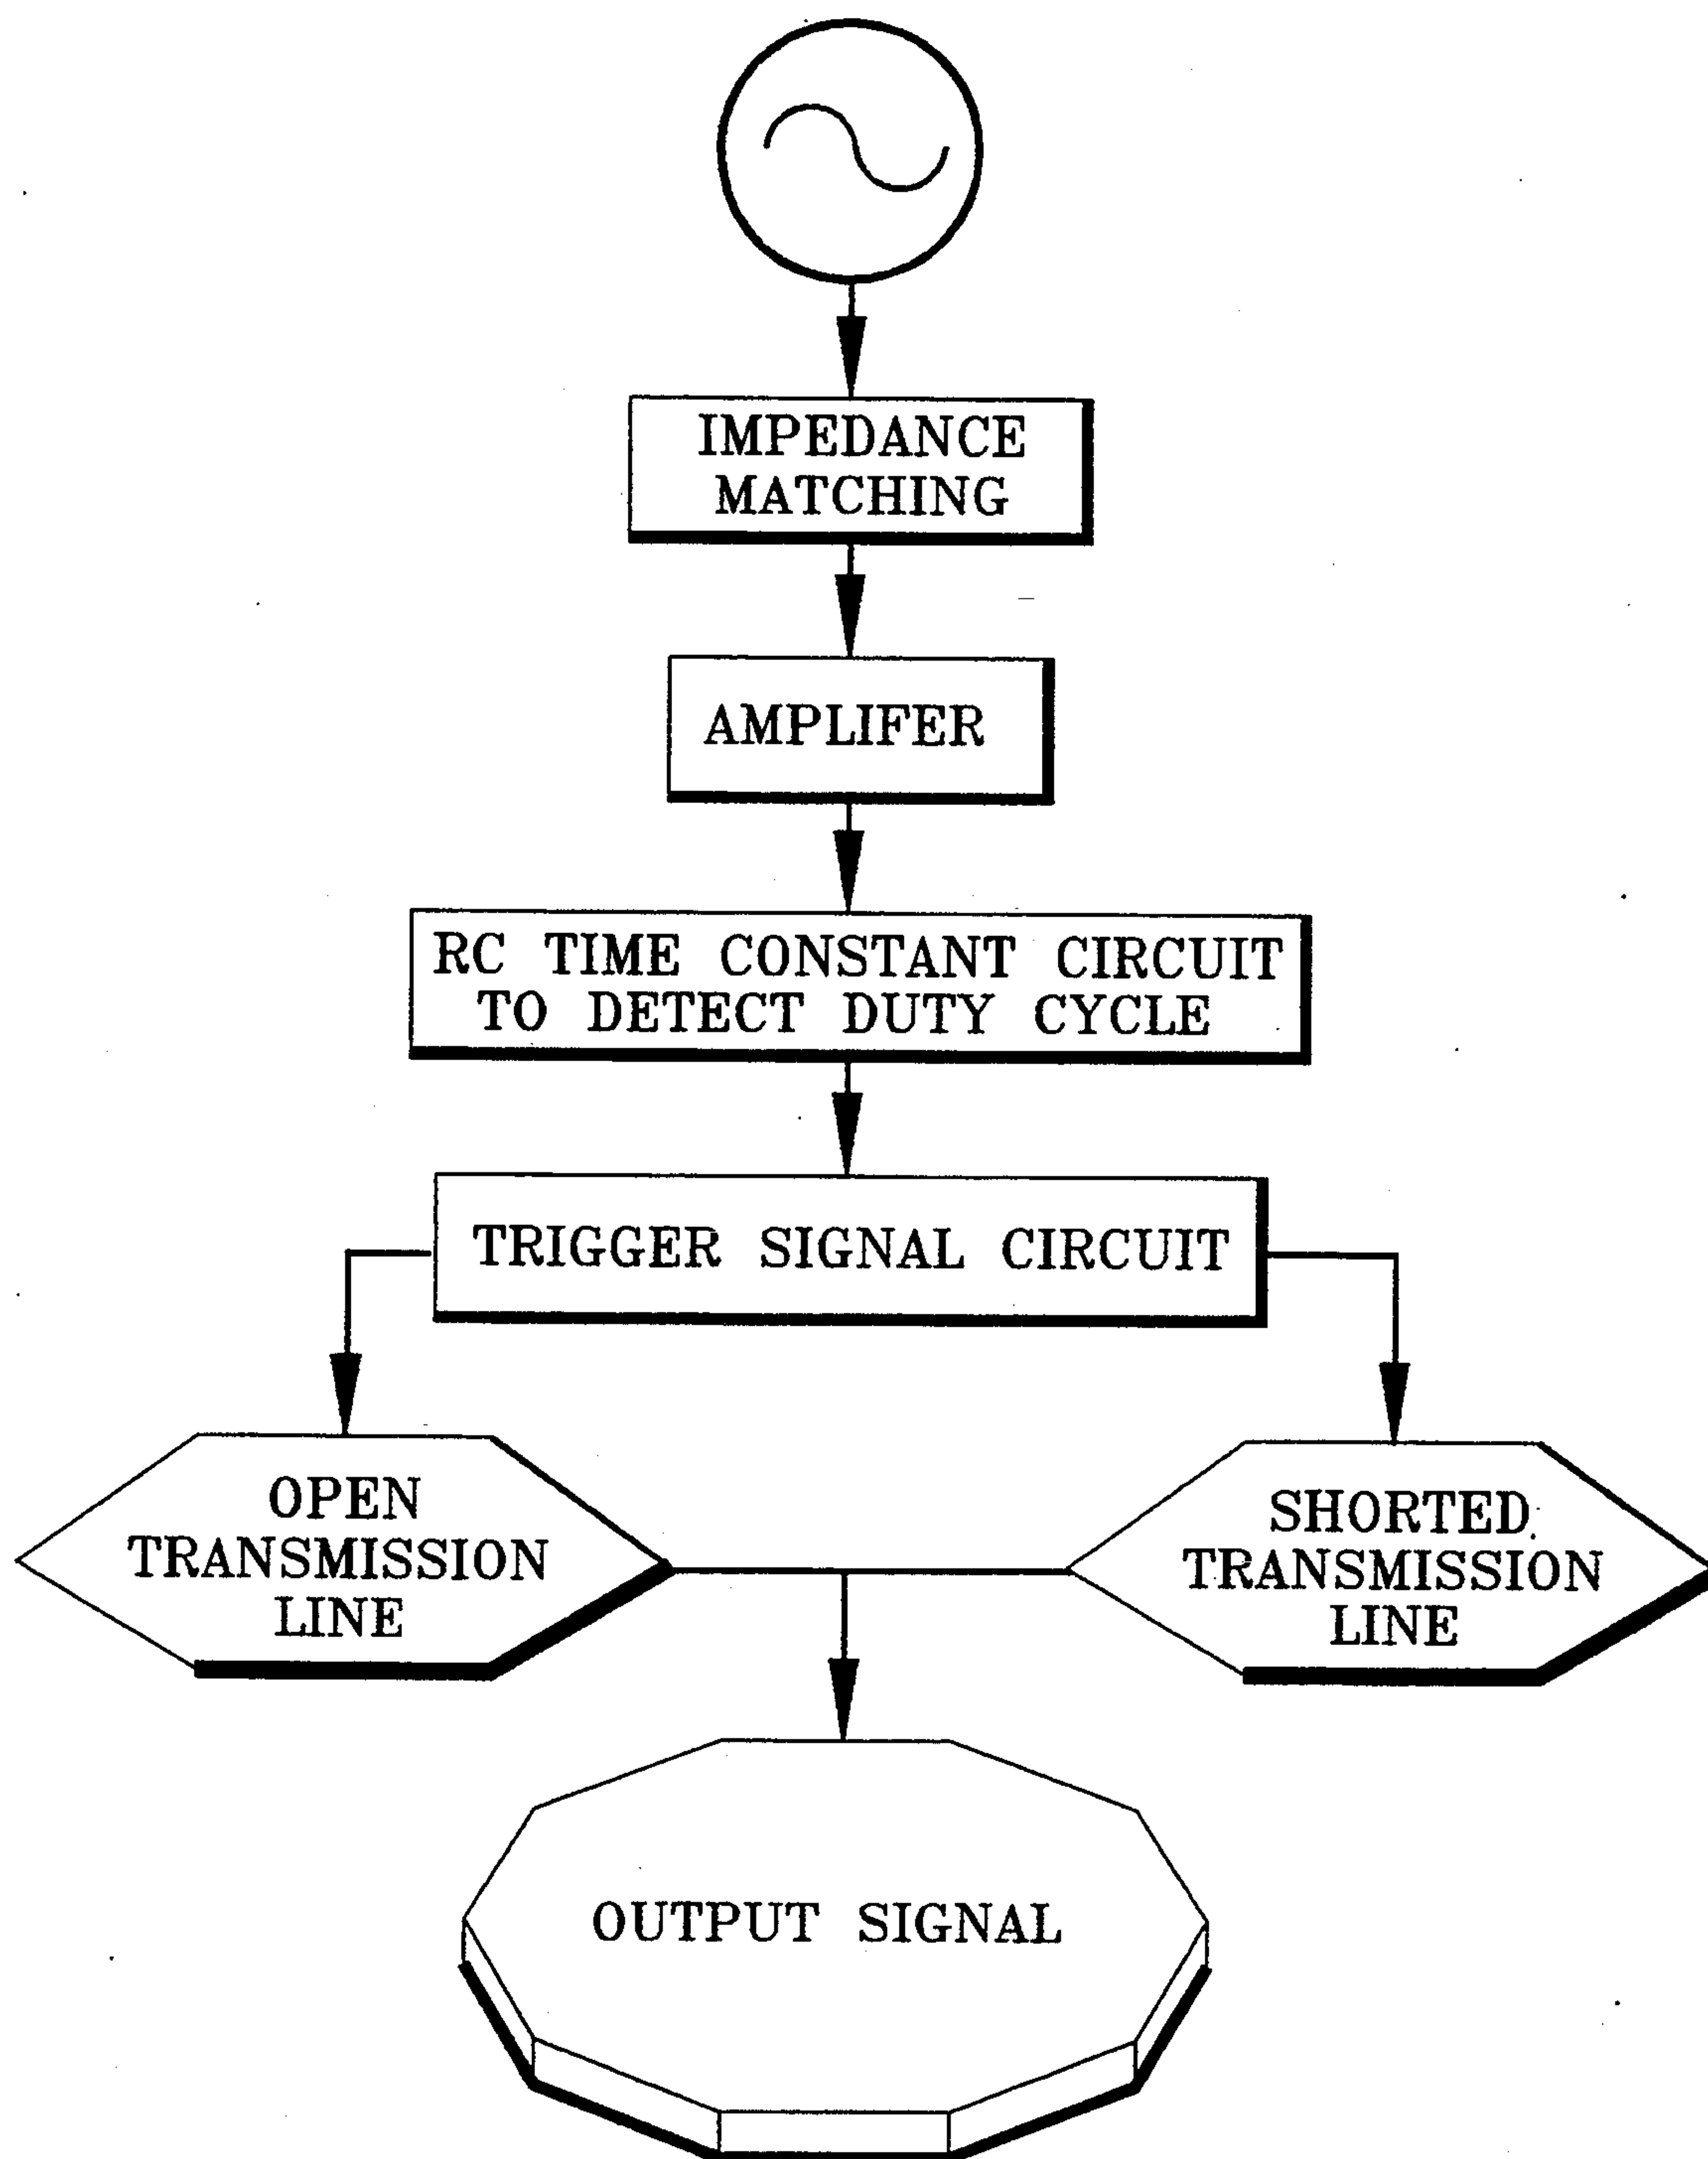 IMPEDANCE
MATCHING
AMPLIFER
RC TIME CONSTANT CIRCUIT
TO DETECT DUTY CYCLE
TRIGGER SIGNAL CIRCUIT
OPEN
TRANSMISSION
LINE
SHORTED
TRANSMISSION
LINE
OUTPUT SIGNAL